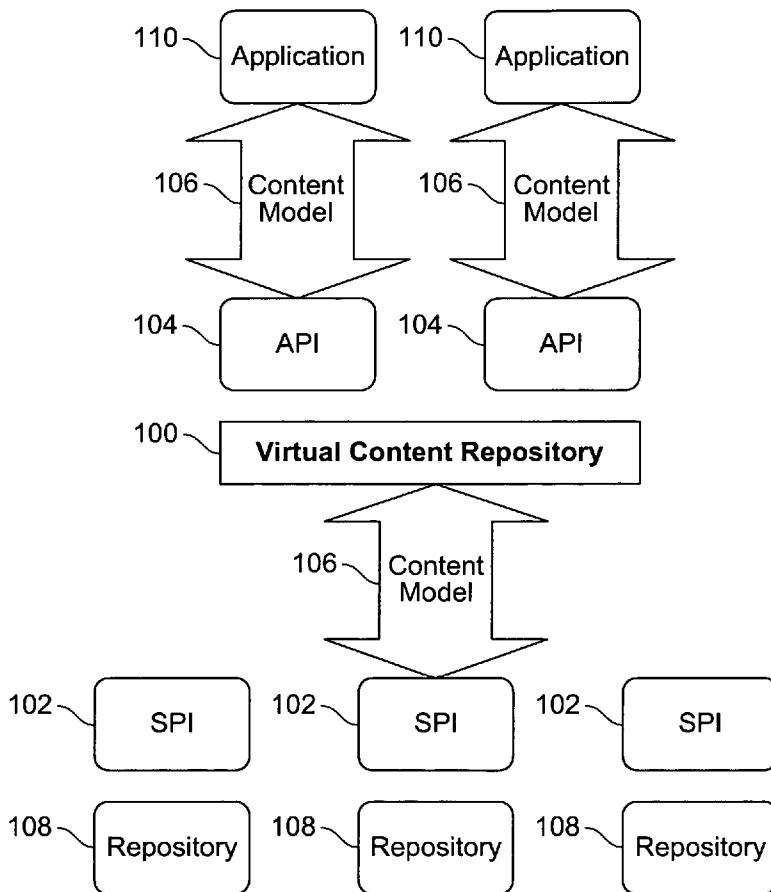 110 Application 110 Application
106 Content Model 106 Content Model
104 API 104 API
100 Virtual Content Repository
106 Content Model
102 SPI 102 SPI 102 SPI
108 Repository 108 Repository 108 Repository